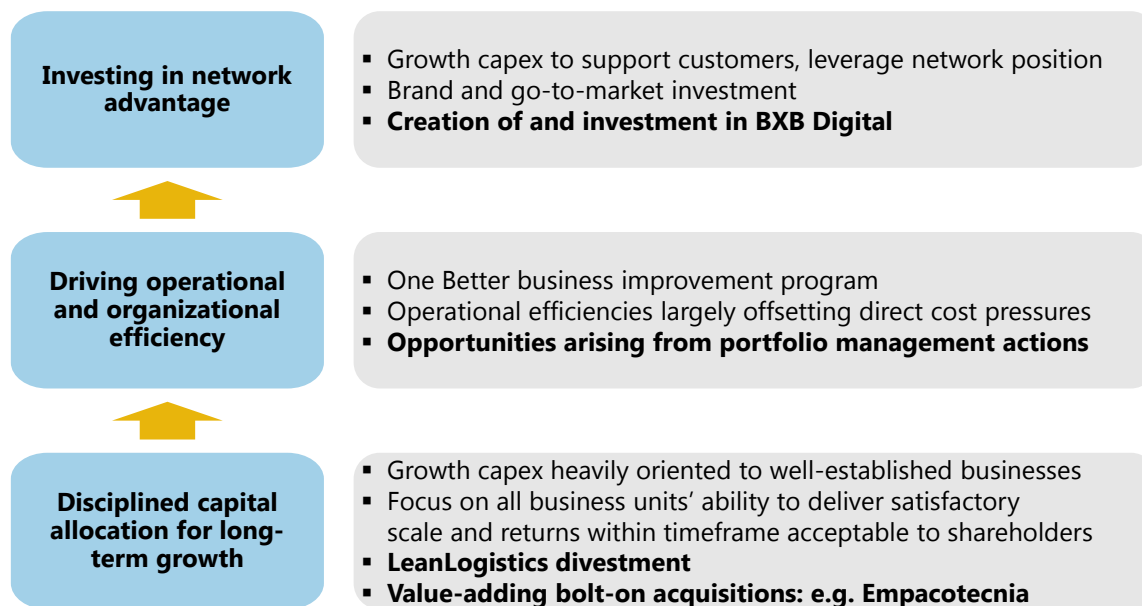 Investing in network
advantage
▪ Growth capex to support customers, leverage network position
▪ Brand and go-to-market investment
▪ Creation of and investment in BXB Digital
Driving operational
and organizational
efficiency
▪ One Better business improvement program
▪ Operational efficiencies largely offsetting direct cost pressures
▪ Opportunities arising from portfolio management actions
Disciplined capital
allocation for long-
term growth
▪ Growth capex heavily oriented to well-established businesses
▪ Focus on all business units’ ability to deliver satisfactory
scale and returns within timeframe acceptable to shareholders
▪ LeanLogistics divestment
▪ Value-adding bolt-on acquisitions: e.g. Empacotecnia